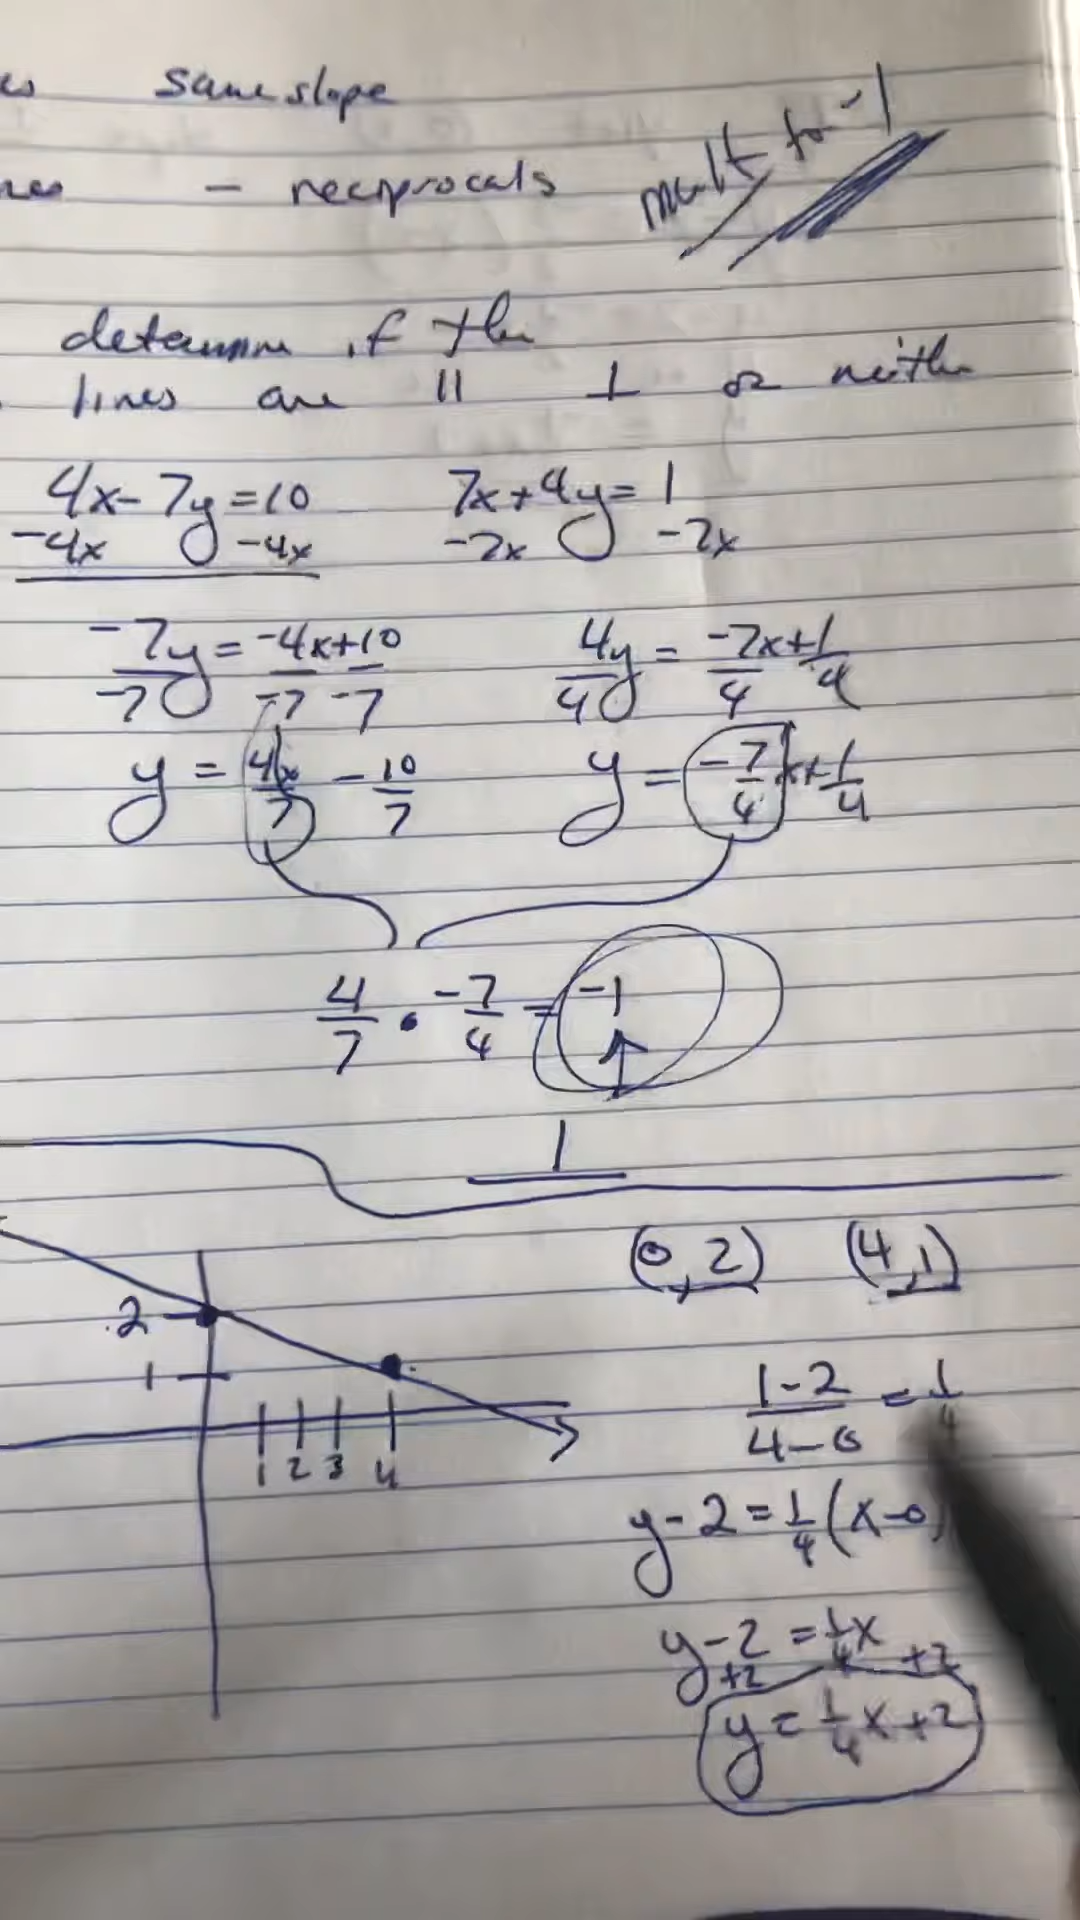 same slope
– reciprocals mult to -1
determine if the
lines are || ⊥ or neither
4x-7y=10 7x+4y=1
-4x -4x -7x -7x
-7y = -4x+10 4y = -7x+1
-7 -7 -7 4 4 4
y = 4/7x - 10/7 y = -7/4x+1/4
4/7 • -7/4 = -1
⊥
(0,2) (4,1)
2
1
1 2 3 4
1-2/4-0 = 1/4
y-2=1/4(x-0)
y-2=1/4x
+2 +2
y=1/4x+2